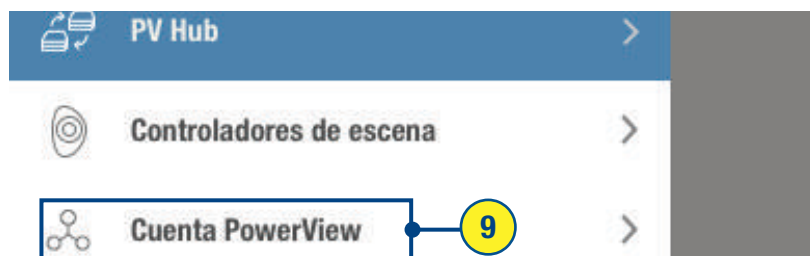 PV Hub
Controladores de escena
Cuenta PowerView 9